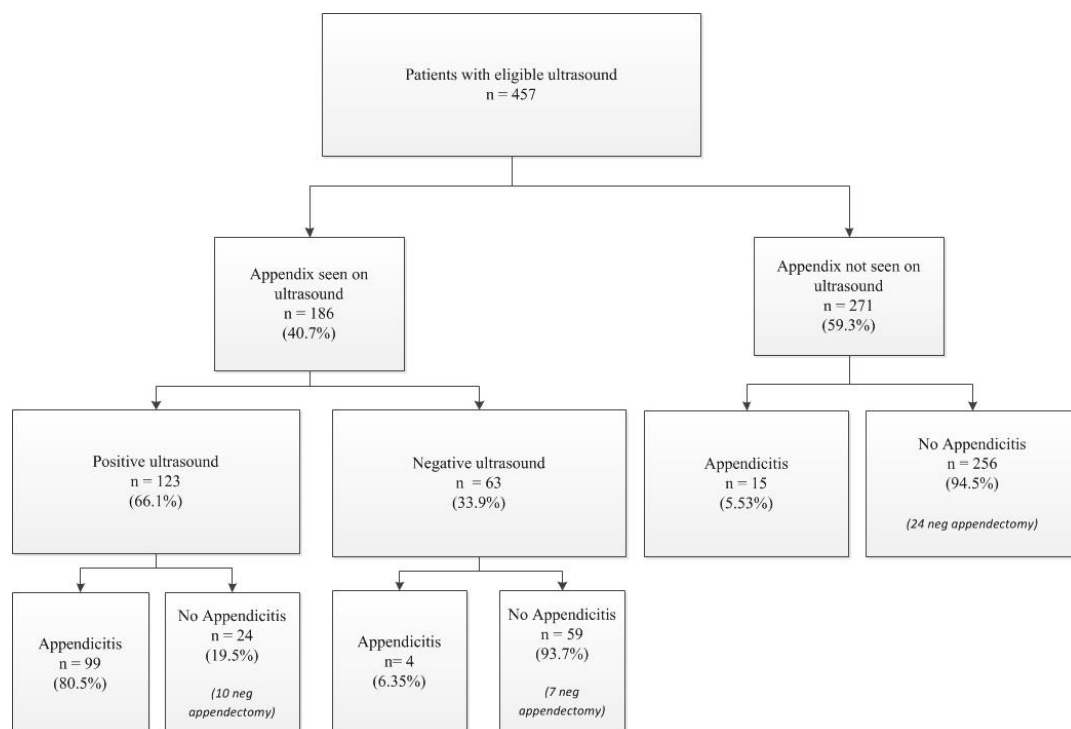 Patients with eligible ultrasound
n = 457
Appendix seen on
ultrasound
n = 186
(40.7%)
Appendix not seen on
ultrasound
n = 271
(59.3%)
Positive ultrasound
n = 123
(66.1%)
Negative ultrasound
n = 63
(33.9%)
Appendicitis
n = 15
(5.53%)
No Appendicitis
n = 256
(94.5%)
(24 neg appendectomy)
Appendicitis
n = 99
(80.5%)
No Appendicitis
n = 24
(19.5%)
(10 neg
appendectomy)
Appendicitis
n= 4
(6.35%)
No Appendicitis
n = 59
(93.7%)
(7 neg
appendectomy)